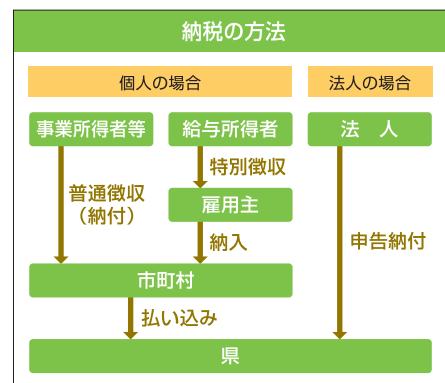 納税の方法
個人の場合
法人の場合
事業所得者等
給与所得者
法　人
特別徴収
普通徴収
（納付）
雇用主
納入
申告納付
市町村
払い込み
県